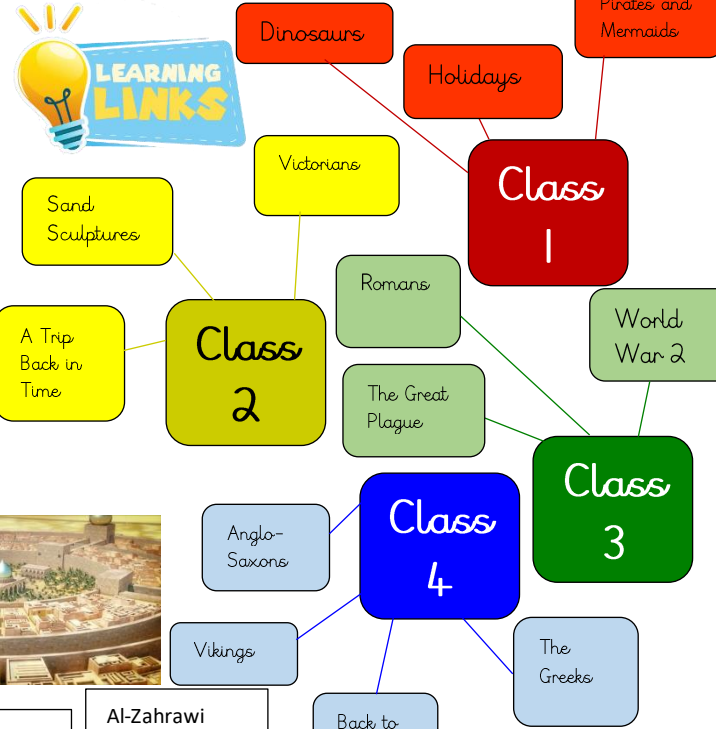 Pirates and
Mermaids
Dinosaurs
Holidays
LEARNING
LINKS
Class
1
Victorians
Sand
Sculptures
Romans
World
War 2
A Trip
Back in
Time
Class
2
The Great
Plague
Class
3
Class
4
Anglo-
Saxons
Vikings
The
Greeks
Back to
Al-Zahrawi